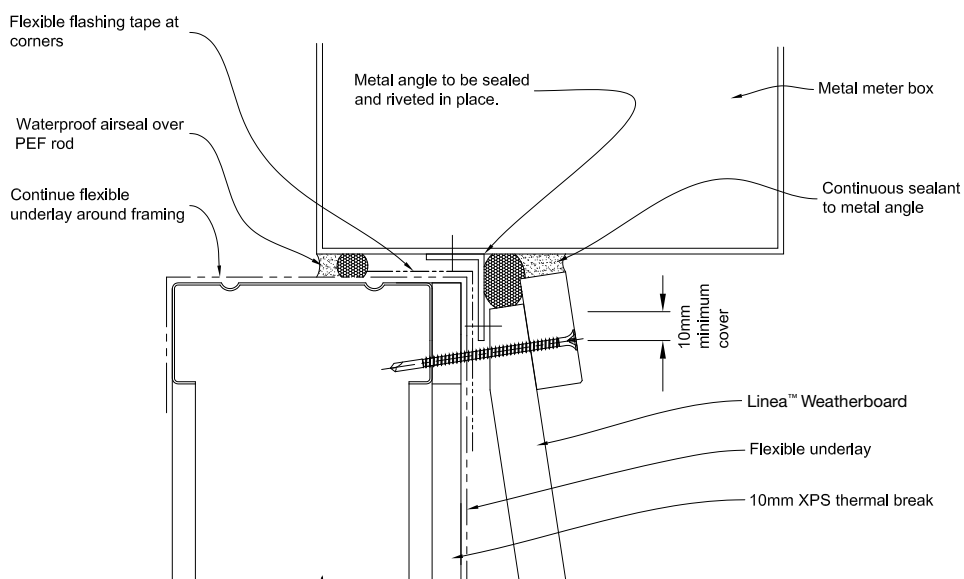 Flexible flashing tape at
corners
Metal angle to be sealed
and riveted in place.
Metal meter box
Waterproof airseal over
PEF rod
Continue flexible
underlay around framing
Continuous sealant
to metal angle
10mm
minimum
cover
Linea™ Weatherboard
Flexible underlay
10mm XPS thermal break